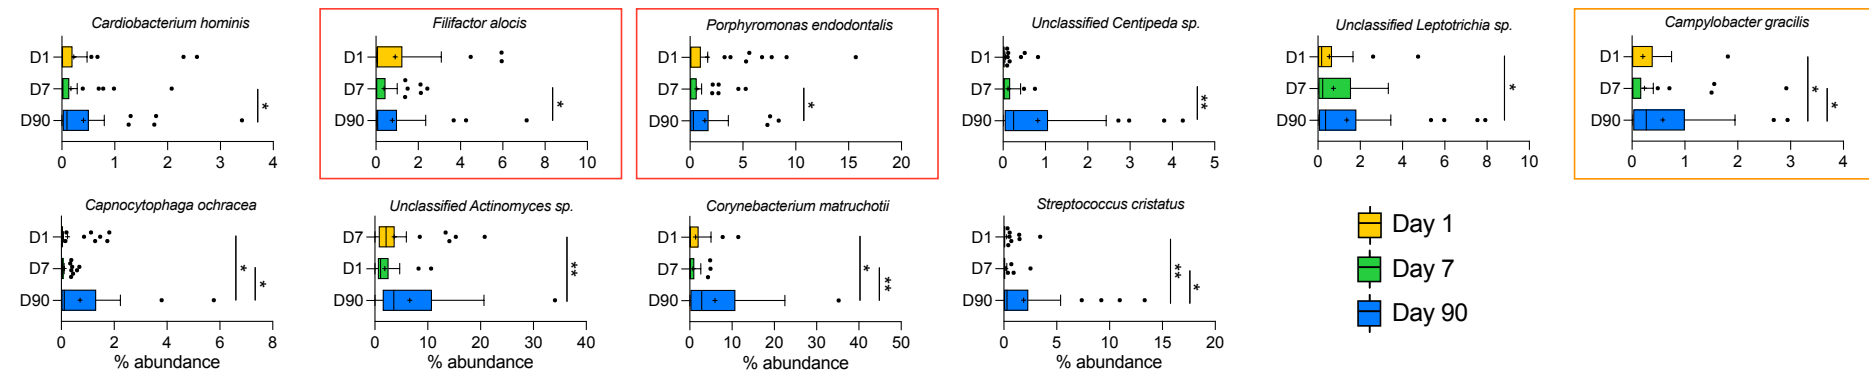 Cardiobacterium hominis
D1
D7
D90
*
0 1 2 3 4
Filifactor alocis
D1
D7
D90
*
0 2 4 6 8 10
Porphyromonas endodontalis
D1
D7
D90
*
0 5 10 15 20
Unclassified Centipeda sp.
D1
D7
D90
**
0 1 2 3 4 5
Unclassified Leptotrichia sp.
D1
D7
D90
*
0 2 4 6 8 10
Campylobacter gracilis
D1
D7
D90
*
*
0 1 2 3 4
Capnocytophaga ochracea
D1
D7
D90
*
*
0 2 4 6 8
% abundance
Unclassified Actinomyces sp.
D7
D1
D90
**
0 10 20 30 40
% abundance
Corynebacterium matruchotii
D1
D7
D90
*
**
0 10 20 30 40 50
% abundance
Streptococcus cristatus
D1
D7
D90
**
*
0 5 10 15 20
% abundance
Day 1
Day 7
Day 90